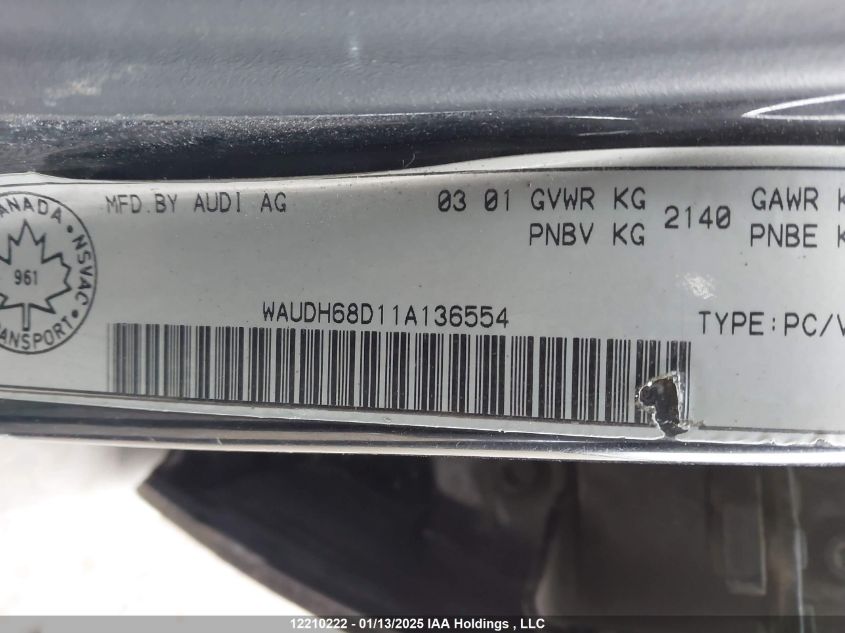 MFD.BY AUDI AG 03 01 GVWR KG 2140 GAWR
PNBV KG PNBE
CANADA NSVAC
961
TRANSPORT
WAUDH68D11A136554 TYPE:PC/V
12210222 - 01/13/2025 IAA Holdings , LLC